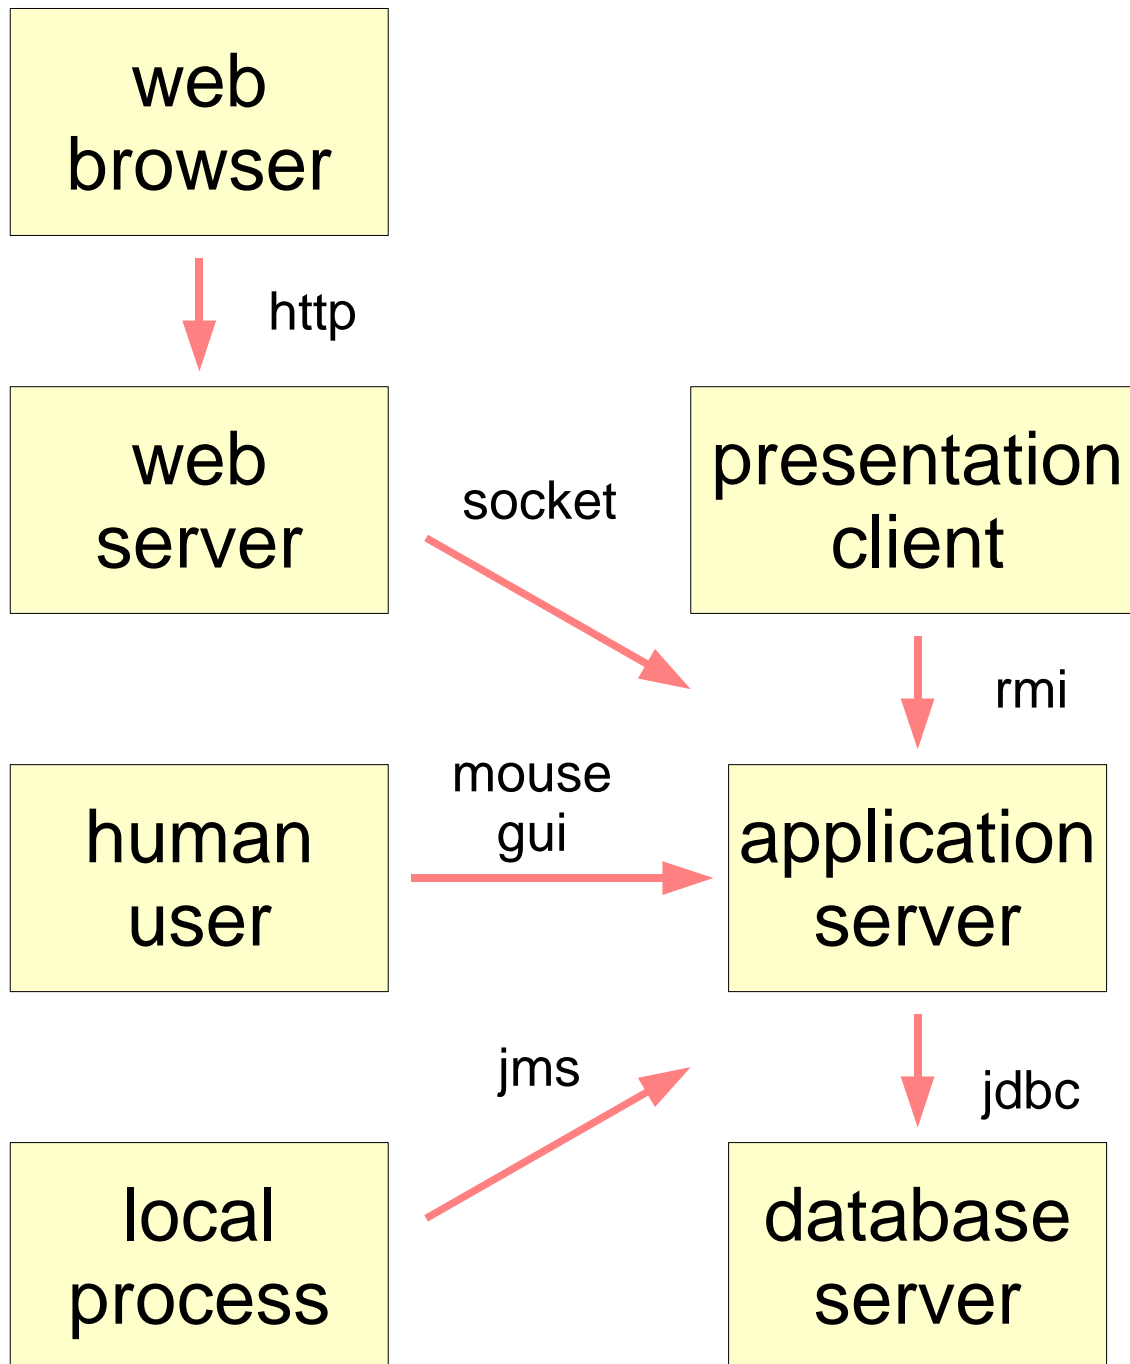 web
browser
http
web
server
socket
presentation
client
rmi
human
user
mouse
gui
application
server
jms
jdbc
local
process
database
server